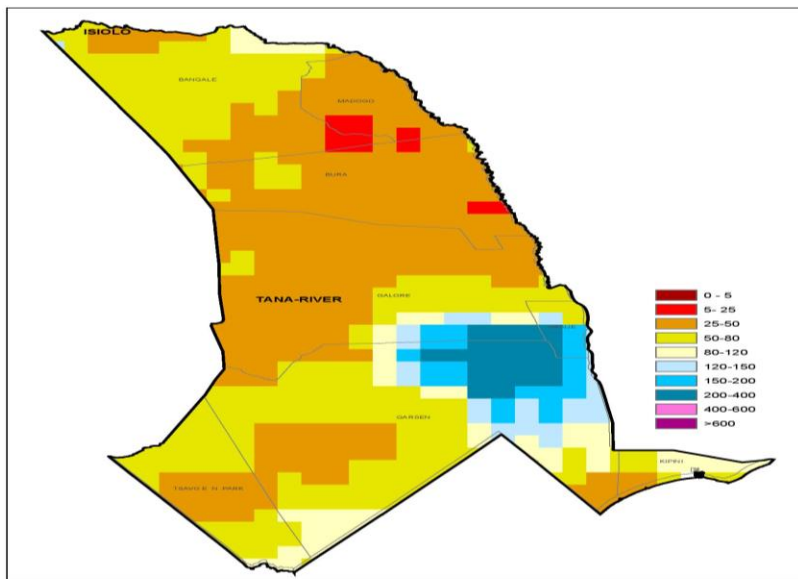 ISIOLO
BANGALE
MADOGO
BURA
TANA-RIVER
GALOLE
GARSEN
TSAVO E. N. PARK
KIPINI
0 - 5
5- 25
25-50
50-80
80-120
120-150
150-200
200-400
400-600
>600